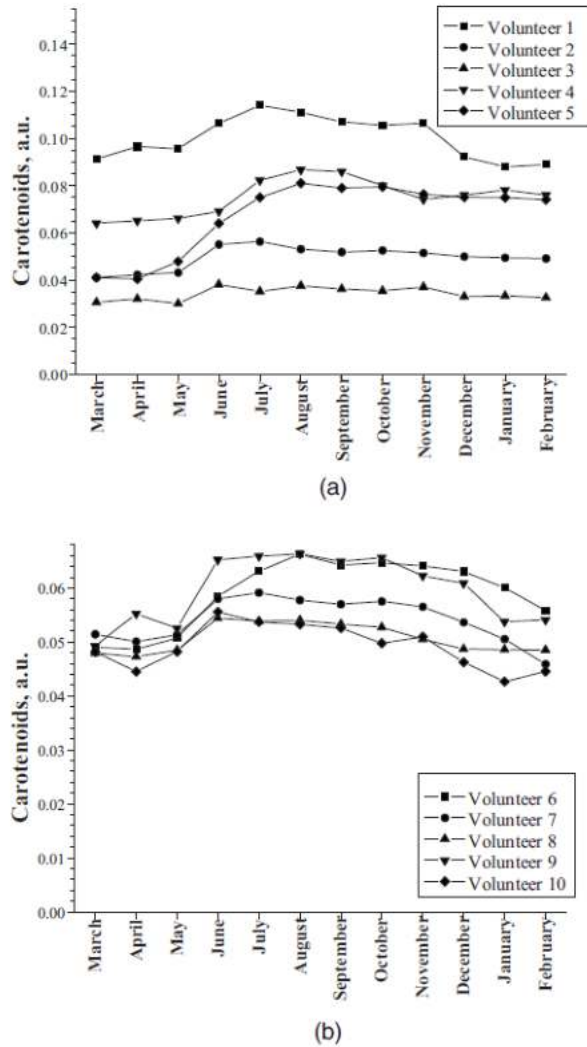 Volunteer 1
Volunteer 2
Volunteer 3
Volunteer 4
Volunteer 5
Carotenoids, a.u.
0.14
0.12
0.10
0.08
0.06
0.04
0.02
0.00
March
April
May
June
July
August
September
October
November
December
January
February
(a)
Carotenoids, a.u.
0.06
0.05
0.04
0.03
0.02
0.01
0.00
Volunteer 6
Volunteer 7
Volunteer 8
Volunteer 9
Volunteer 10
March
April
May
June
July
August
September
October
November
December
January
February
(b)